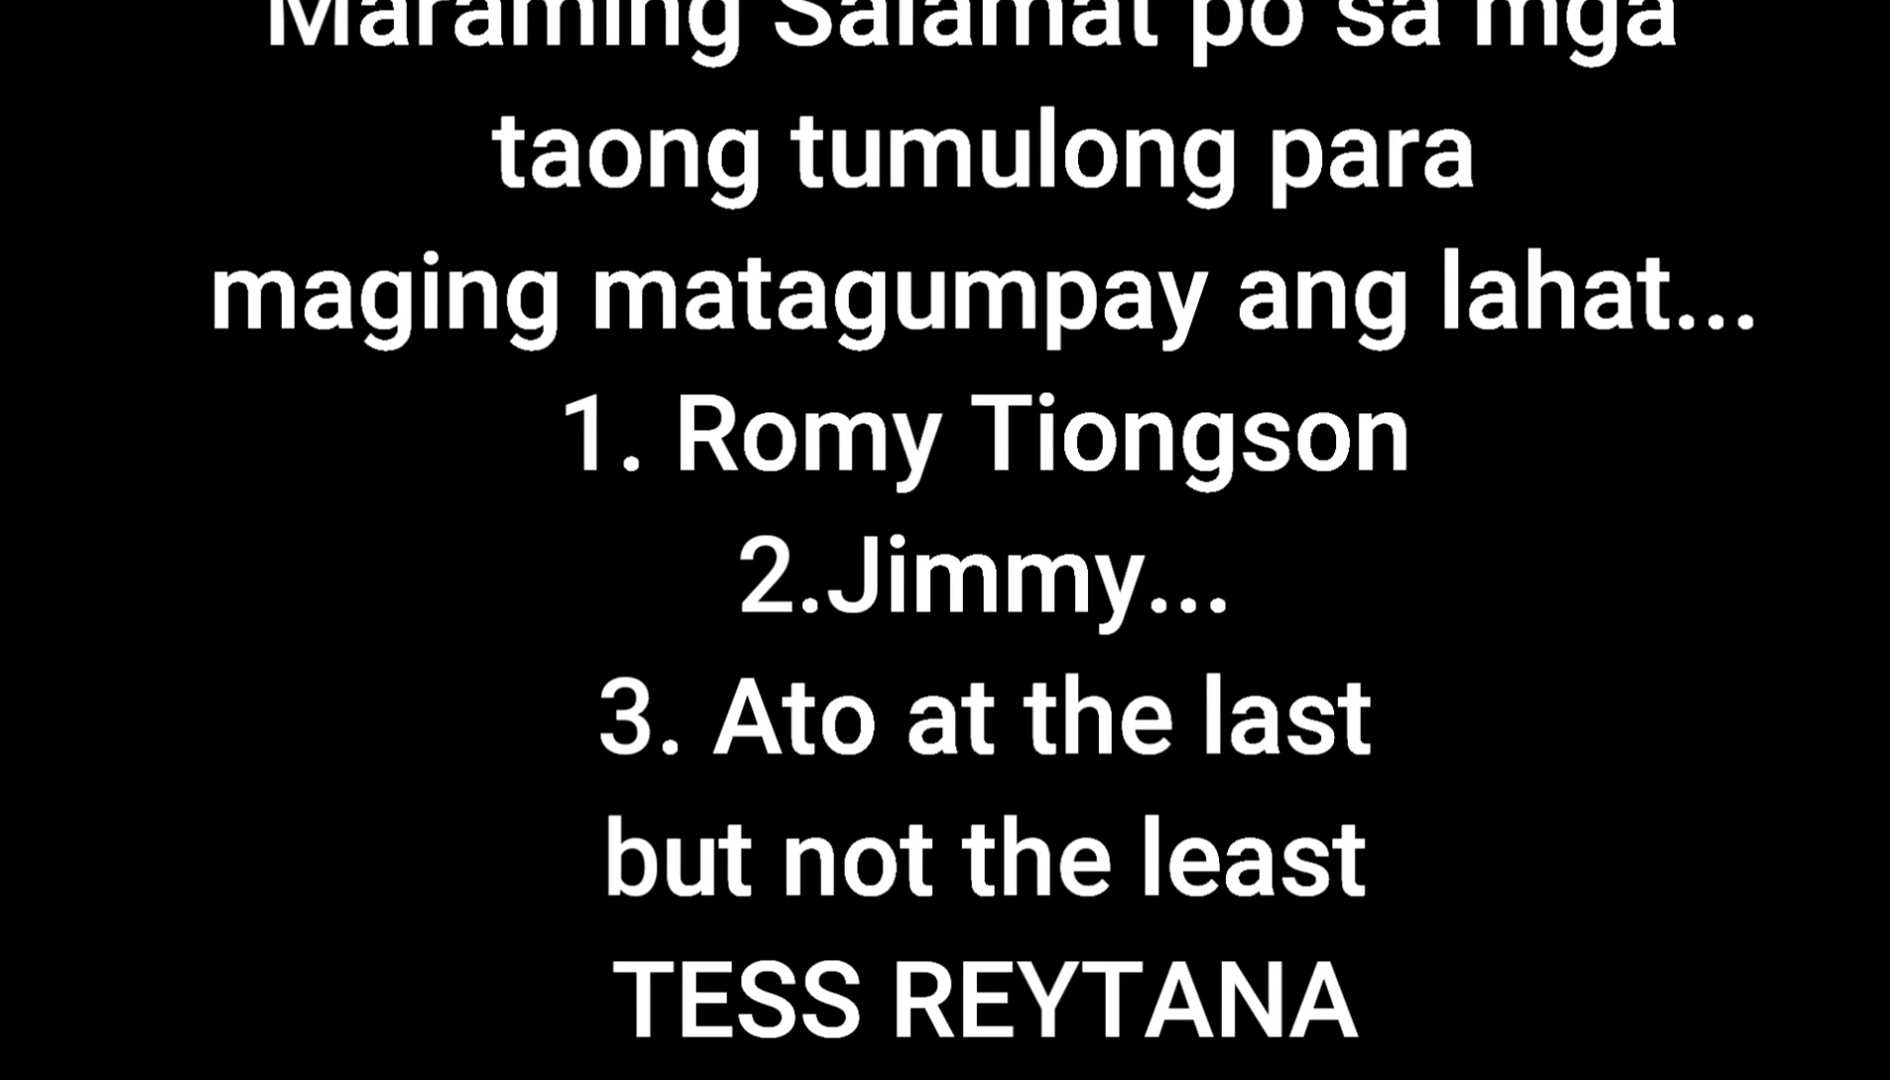 Maraming Salamat po sa mga
taong tumulong para
maging matagumpay ang lahat...
1. Romy Tiongson
2.Jimmy...
3. Ato at the last
but not the least
TESS REYTANA